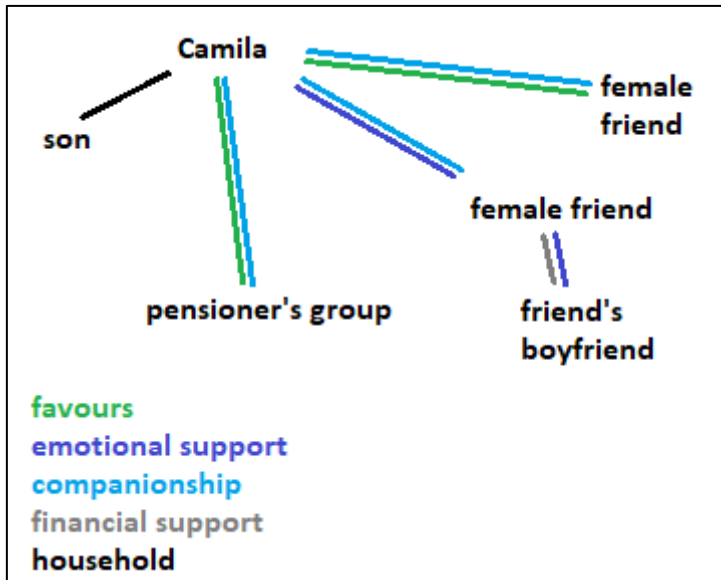 Camila
female
friend
son
female friend
pensioner's group
friend's
boyfriend
favours
emotional support
companionship
financial support
household